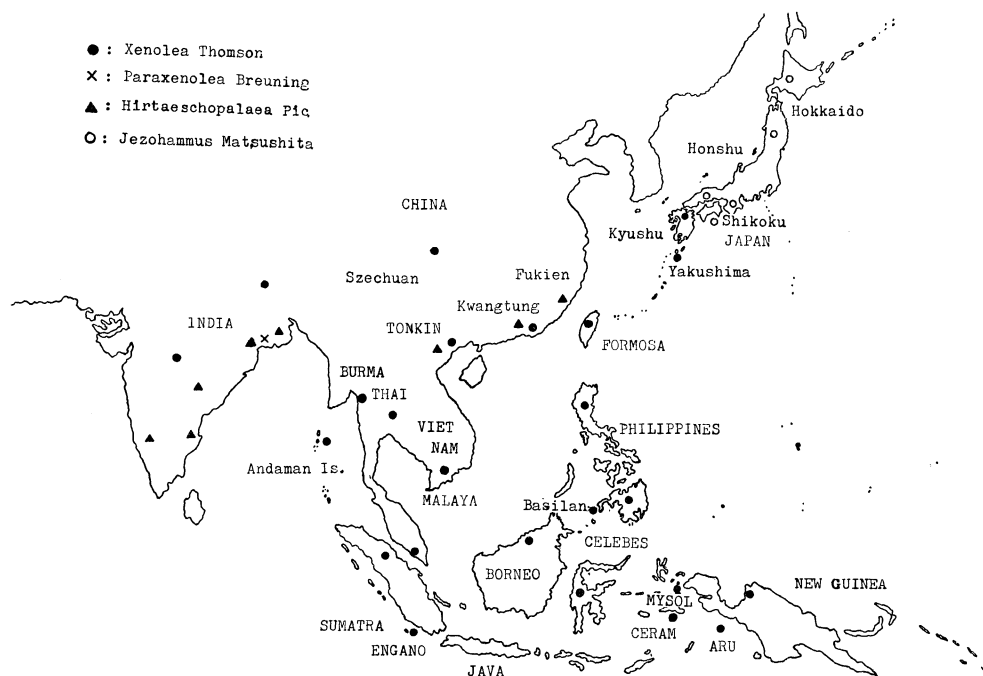 ● : Xenolea Thomson
× : Paraxenolea Breuning
▲ : Hirtaeschopalaea Pic
○ : Jezohammus Matsushita
Hokkaido
Honshu
CHINA
Shikoku
Kyushu
JAPAN
Yakushima
Szechuan
Fukien
Kwangtung
INDIA
TONKIN
FORMOSA
BURMA
THAI
VIET
NAM
PHILIPPINES
Andaman Is.
MALAYA
Basilan
CELEBES
BORNEO
NEW GUINEA
MYSOL
SUMATRA
CERAM
ARU
ENGANO
JAVA